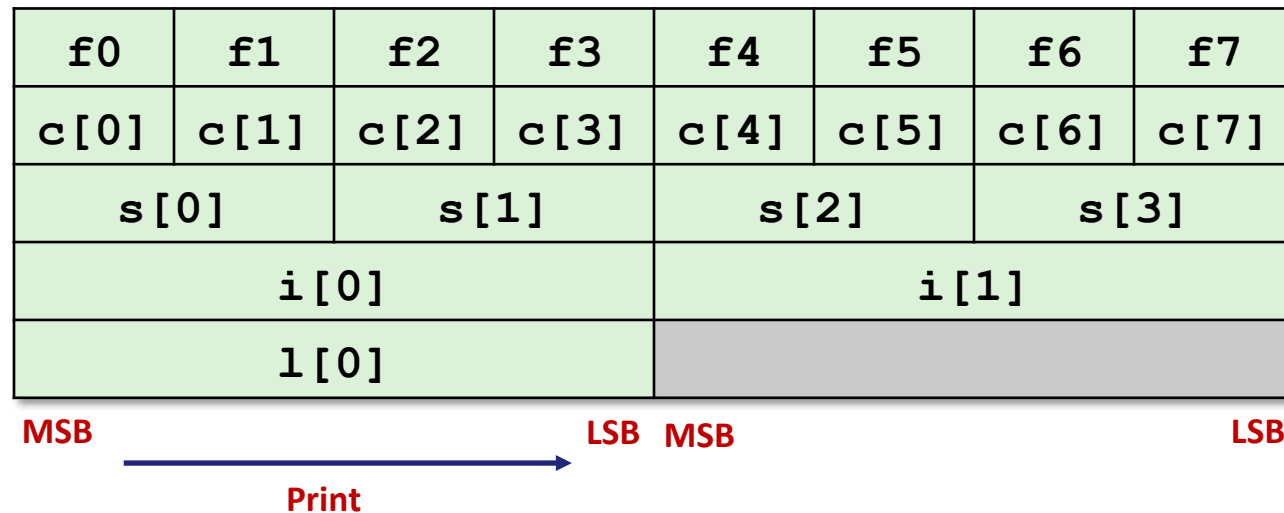 f0 f1 f2 f3 f4 f5 f6 f7
c[0] c[1] c[2] c[3] c[4] c[5] c[6] c[7]
s[0] s[1] s[2] s[3]
i[0] i[1]
l[0]
MSB LSB MSB LSB
Print